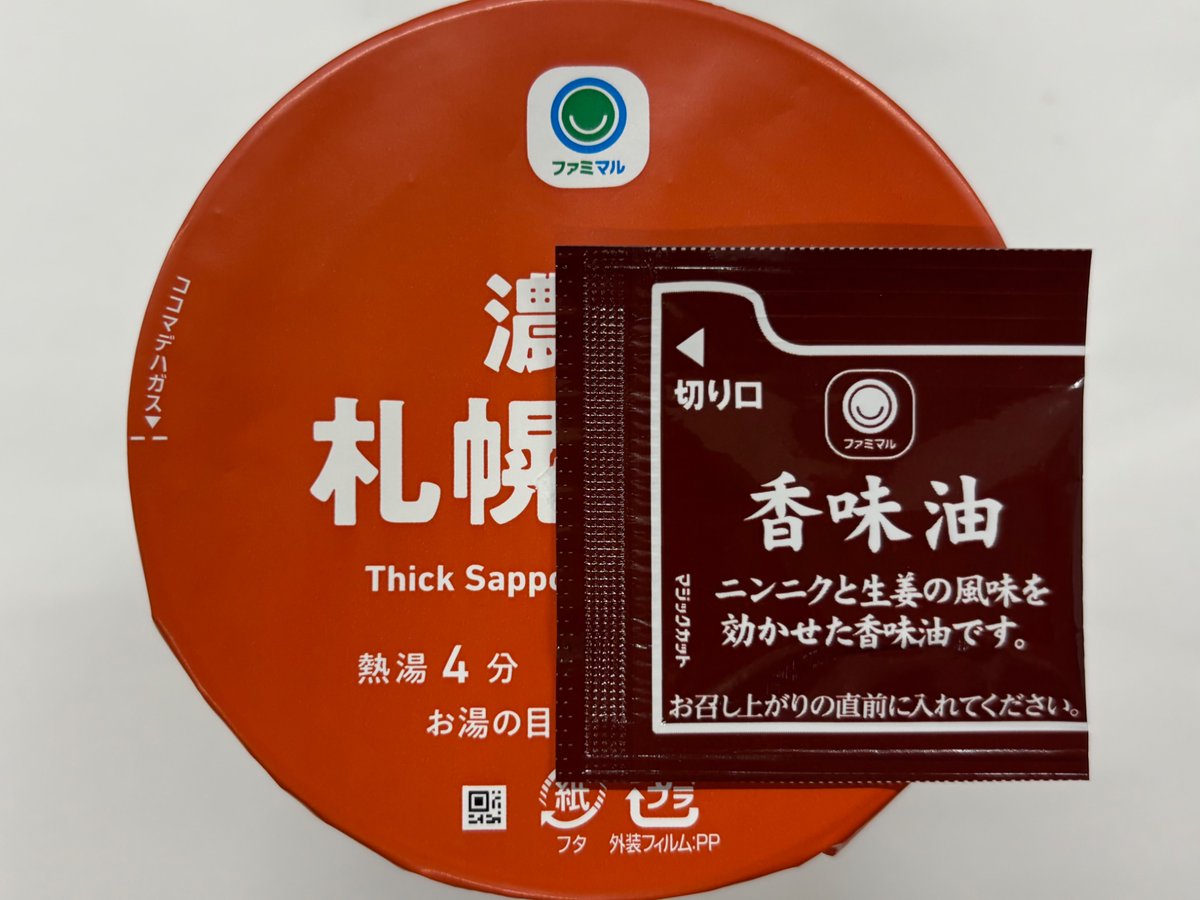 ファミマル
ココマデハガス▼
濃
札幌
Thick Sappo
熱湯4分
お湯の目
紙
フタ
プラ
外装フィルム:PP
◀
切り口
ファミマル
香味油
マジックカット
ニンニクと生姜の風味を
効かせた香味油です。
お召し上がりの直前に入れてください。